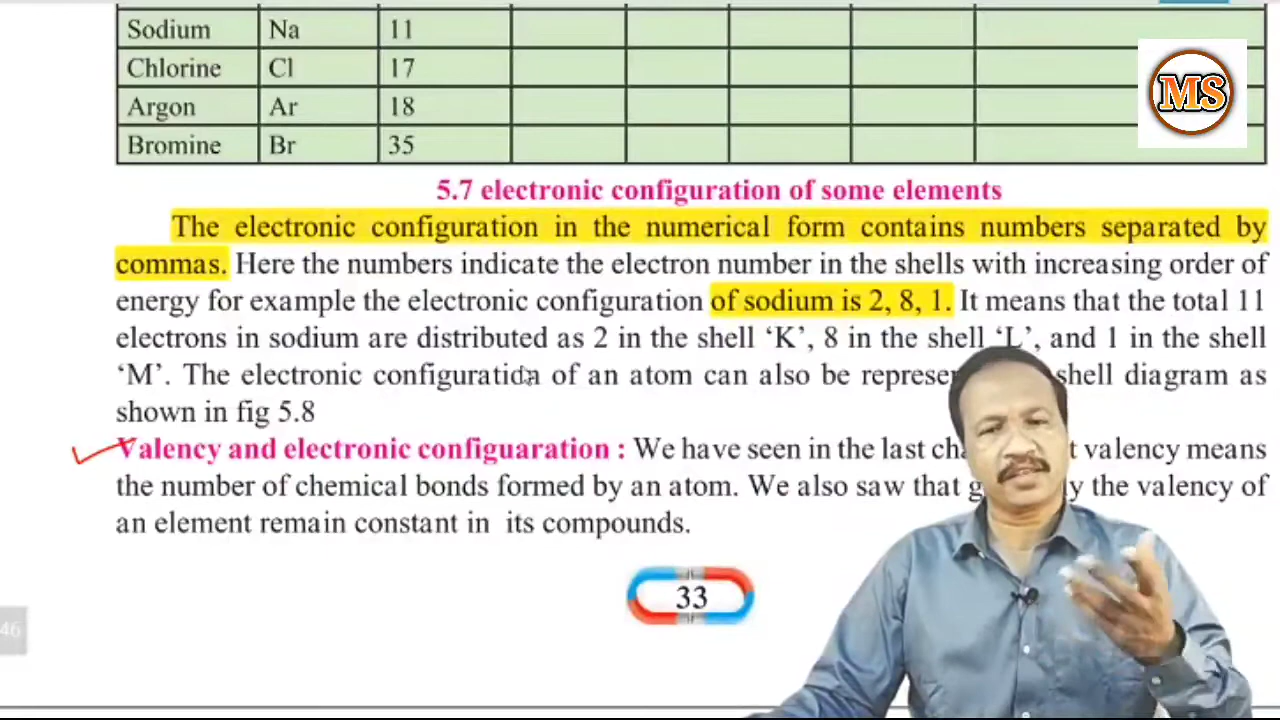 Sodium Na 11
Chlorine Cl 17
Argon Ar 18
Bromine Br 35
MS
5.7 electronic configuration of some elements
The electronic configuration in the numerical form contains numbers separated by
commas. Here the numbers indicate the electron number in the shells with increasing order of
energy for example the electronic configuration of sodium is 2, 8, 1. It means that the total 11
electrons in sodium are distributed as 2 in the shell ‘K’, 8 in the shell ‘L’, and 1 in the shell
‘M’. The electronic configuration of an atom can also be shell diagram as
shown in fig 5.8
Valency and electronic configuaration : We have seen in the last valency means
the number of chemical bonds formed by an atom. We also saw that the valency of
an element remain constant in its compounds.
33
46